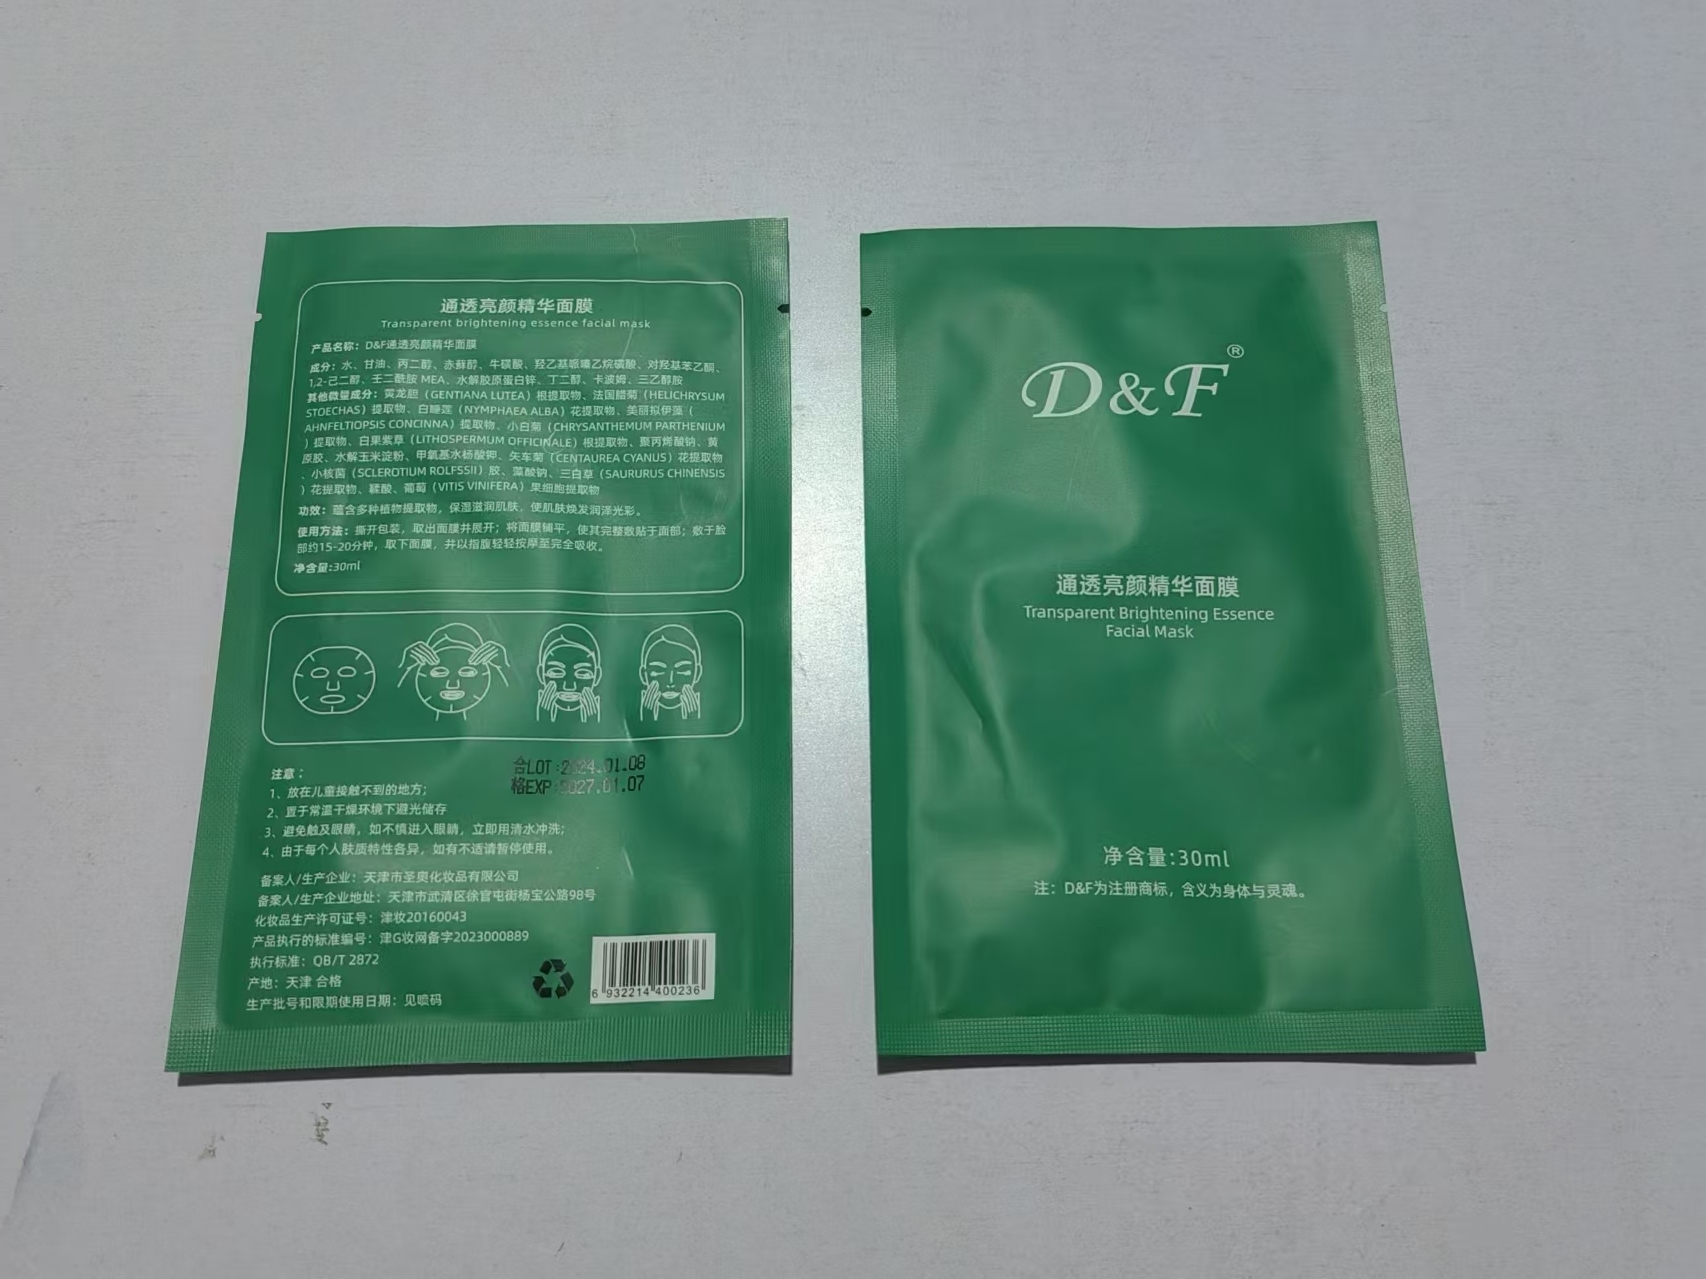 通透亮颜精华面膜
Transparent brightening essence facial mask
产品名称：D&F通透亮颜精华面膜
成分：水、甘油、丙二醇、赤藓醇、牛磺酸、羟乙基哌嗪乙烷磺酸、对羟基苯乙酮、
1,2-己二醇、壬二酰胺 MEA、水解胶原蛋白锌、丁二醇、卡波姆、三乙醇胺
其他微量成分：黄龙胆（GENTIANA LUTEA）根提取物、法国腊菊（HELICHRYSUM
STOECHAS）提取物、白睡莲（NYMPHAEA ALBA）花提取物、美丽拟伊藻（
AHNFELTIOPSIS CONCINNA）提取物、小白菊（CHRYSANTHEMUM PARTHENIUM
）提取物、白果紫草（LITHOSPERMUM OFFICINALE）根提取物、聚丙烯酸钠、黄
原胶、水解玉米淀粉、甲氧基水杨酸钾、矢车菊（CENTAUREA CYANUS）花提取物
、小核菌（SCLEROTIUM ROLFSSII）胶、藻酸钠、三白草（SAURURUS CHINENSIS
）花提取物、鞣酸、葡萄（VITIS VINIFERA）果细胞提取物
功效：蕴含多种植物提取物，保湿滋润肌肤，使肌肤焕发润泽光彩。
使用方法：撕开包装，取出面膜并展开；将面膜铺平，使其完整敷贴于面部；敷于脸
部约15-20分钟，取下面膜，并以指腹轻轻按摩至完全吸收。
净含量:30ml
合LOT:2024.01.08
格EXP:2027.01.07
注意：
1、放在儿童接触不到的地方；
2、置于常温干燥环境下避光储存
3、避免触及眼睛，如不慎进入眼睛，立即用清水冲洗；
4、由于每个人肤质特性各异，如有不适请暂停使用。
备案人/生产企业：天津市圣奥化妆品有限公司
备案人/生产企业地址：天津市武清区徐官屯街杨宝公路98号
化妆品生产许可证号：津妆20160043
产品执行的标准编号：津G妆网备字2023000889
执行标准：QB/T 2872
产地：天津 合格
生产批号和限期使用日期：见喷码
6 932214 400236
D&F®
通透亮颜精华面膜
Transparent Brightening Essence
Facial Mask
净含量:30ml
注：D&F为注册商标，含义为身体与灵魂。